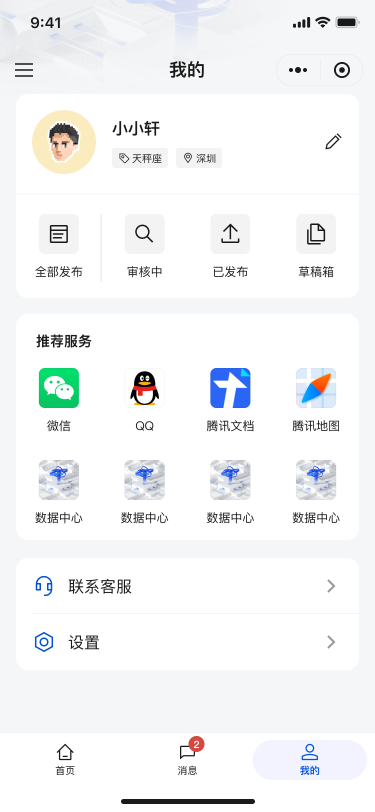 9:41
我的
小小轩
天秤座 深圳
全部发布 审核中 已发布 草稿箱
推荐服务
微信 QQ 腾讯文档 腾讯地图
数据中心 数据中心 数据中心 数据中心
联系客服
设置
2
首页 消息 我的